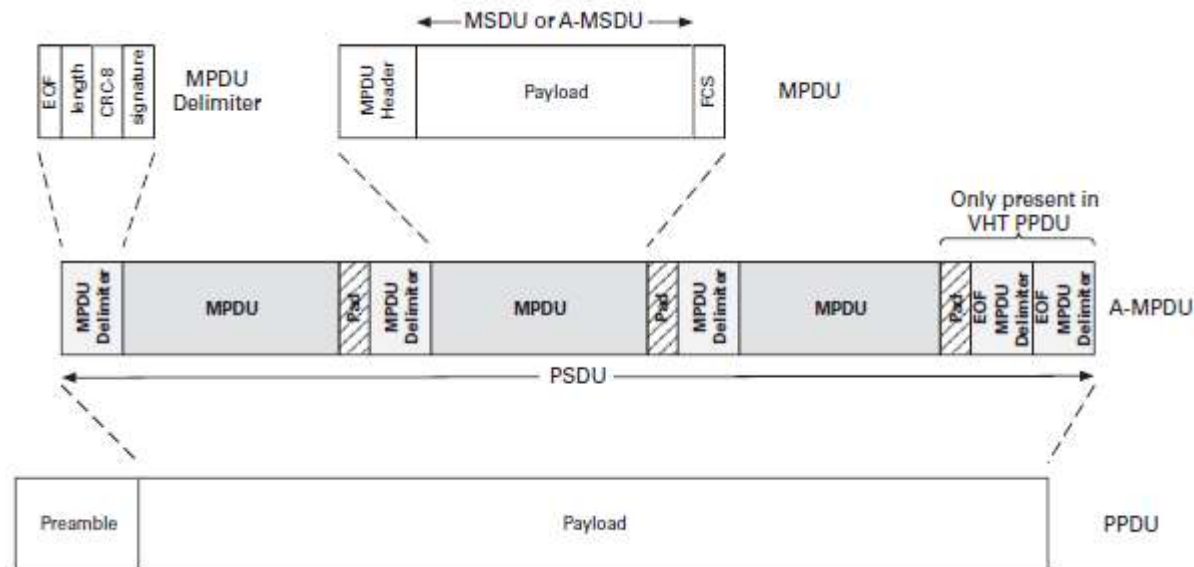 MSDU or A-MSDU
EOF
length
CRC-8
signature
MPDU
Delimiter
MPDU
Header
Payload
FCS
MPDU
Only present in
VHT PPDU
MPDU
Delimiter
MPDU
Pad
MPDU
Delimiter
MPDU
Pad
MPDU
Delimiter
MPDU
Pad
EOF
MPDU
Delimiter
EOF
MPDU
Delimiter
A-MPDU
PSDU
Preamble
Payload
PPDU